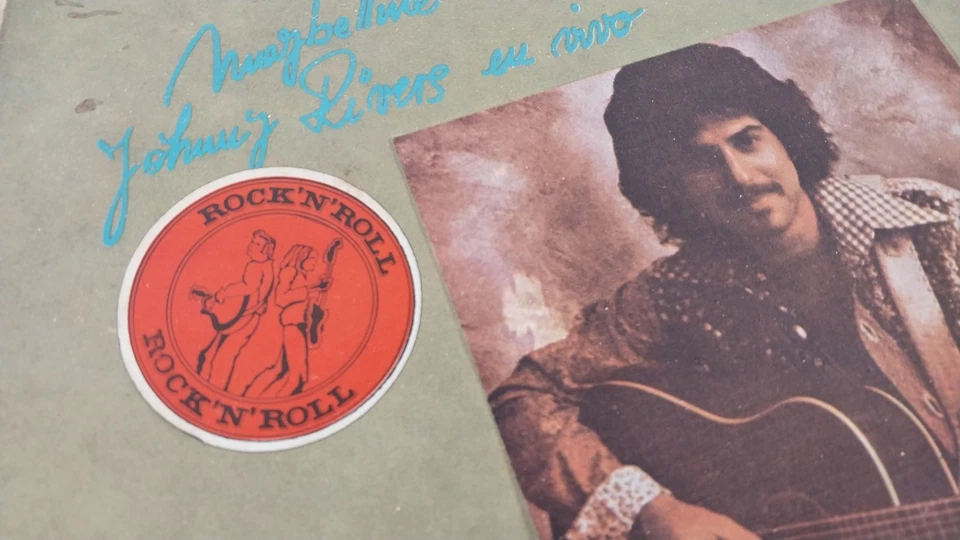 Maybelline
Johnny Rivers en vivo
ROCK'N'ROLL
ROCK'N'ROLL